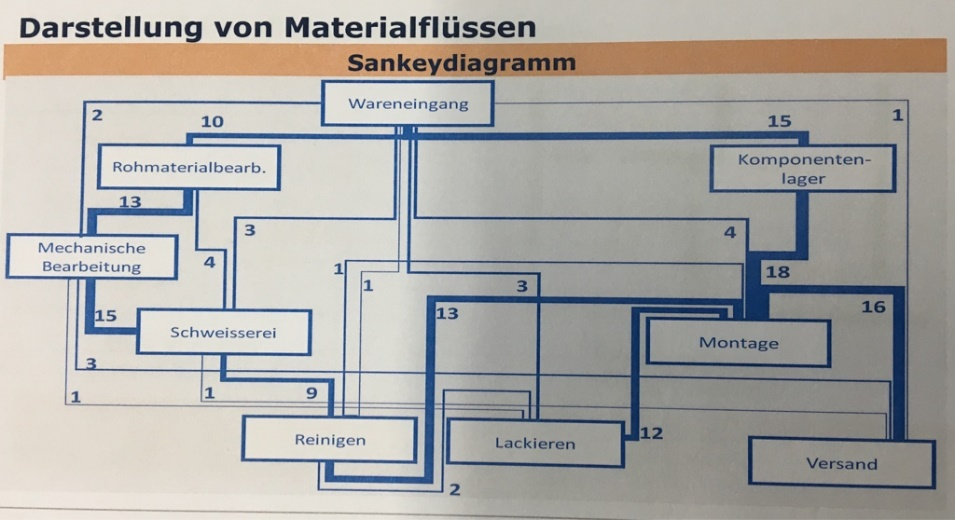 Darstellung von Materialflüssen
Sankeydiagramm
Wareneingang
2
10
15
1
Rohmaterialbearb.
Komponenten-
lager
13
3
4
Mechanische
Bearbeitung
4
1
18
1
3
15
13
16
Schweisserei
Montage
3
1
1
9
Reinigen
Lackieren
12
Versand
2